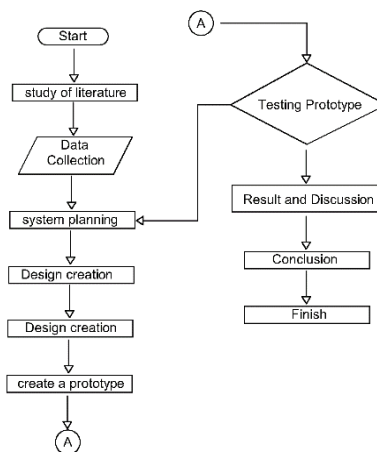 Start
study of literature
Data
Collection
system planning
Design creation
Design creation
create a prototype
A
A
Testing Prototype
Result and Discussion
Conclusion
Finish